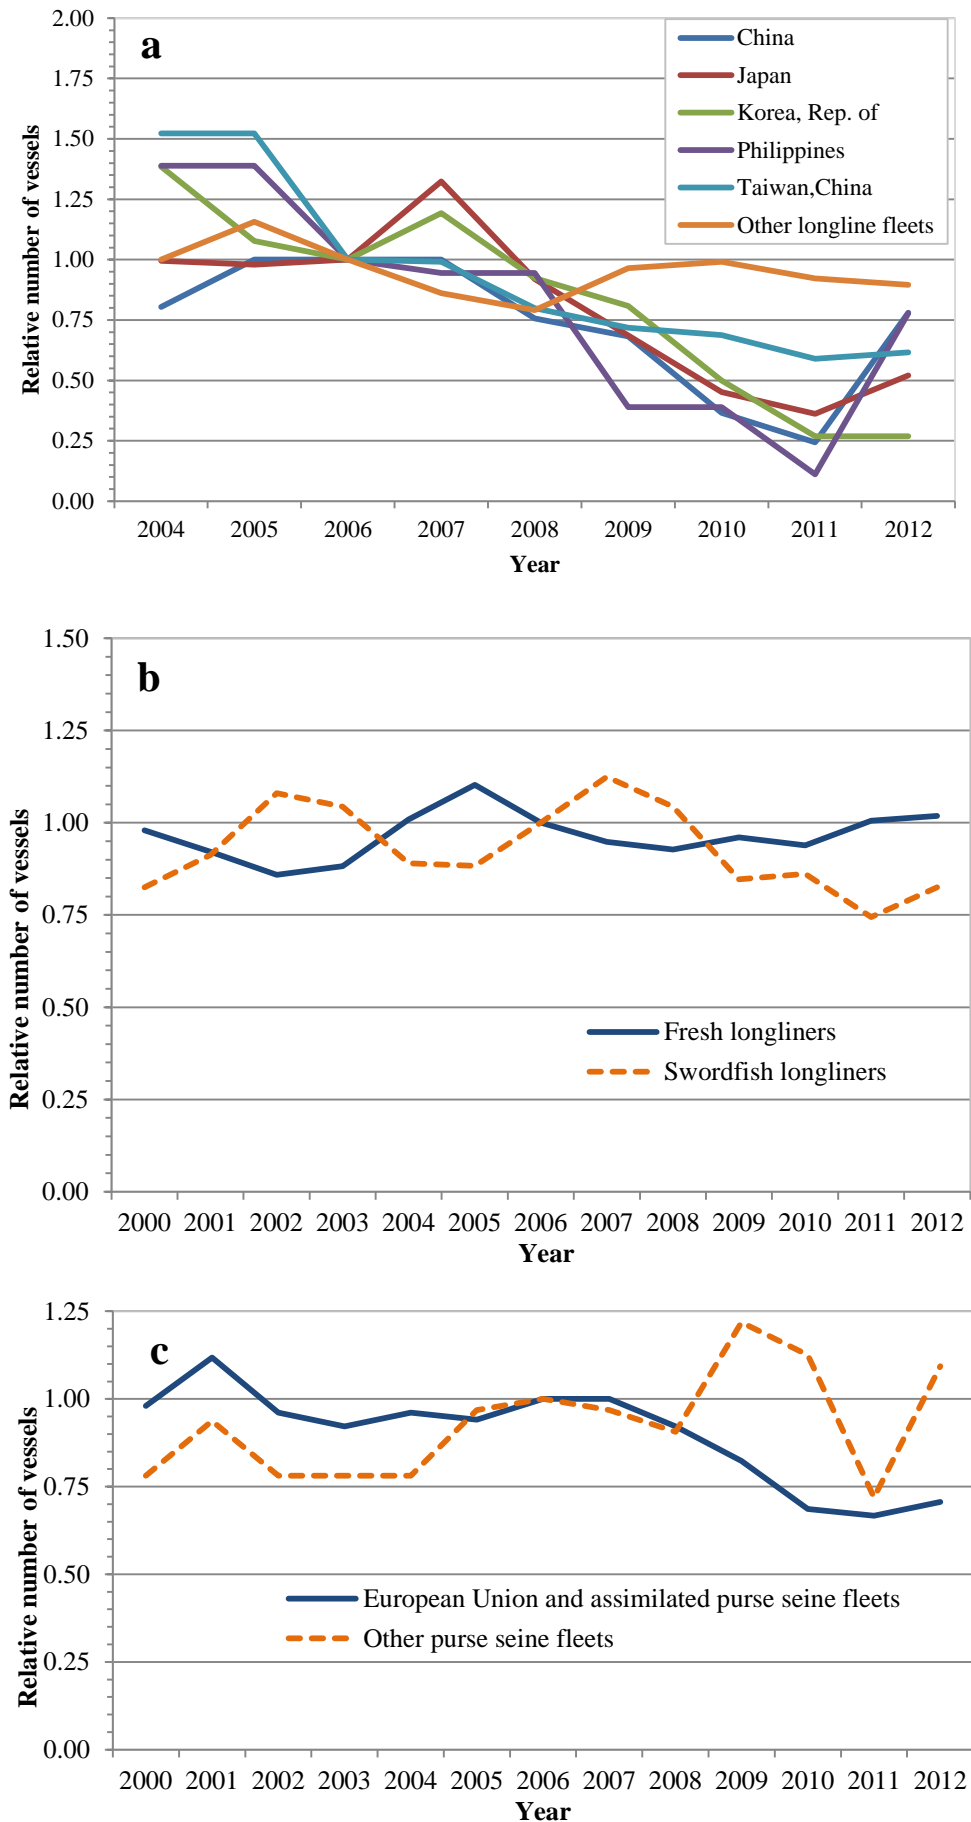 a
2.00
1.75
1.50
1.25
1.00
0.75
0.50
0.25
0.00
Relative number of vessels
China
Japan
Korea, Rep. of
Philippines
Taiwan,China
Other longline fleets
2004 2005 2006 2007 2008 2009 2010 2011 2012
Year
b
1.50
1.25
1.00
0.75
0.50
0.25
0.00
Relative number of vessels
Fresh longliners
Swordfish longliners
2000 2001 2002 2003 2004 2005 2006 2007 2008 2009 2010 2011 2012
Year
c
1.25
1.00
0.75
0.50
0.25
0.00
Relative number of vessels
European Union and assimilated purse seine fleets
Other purse seine fleets
2000 2001 2002 2003 2004 2005 2006 2007 2008 2009 2010 2011 2012
Year